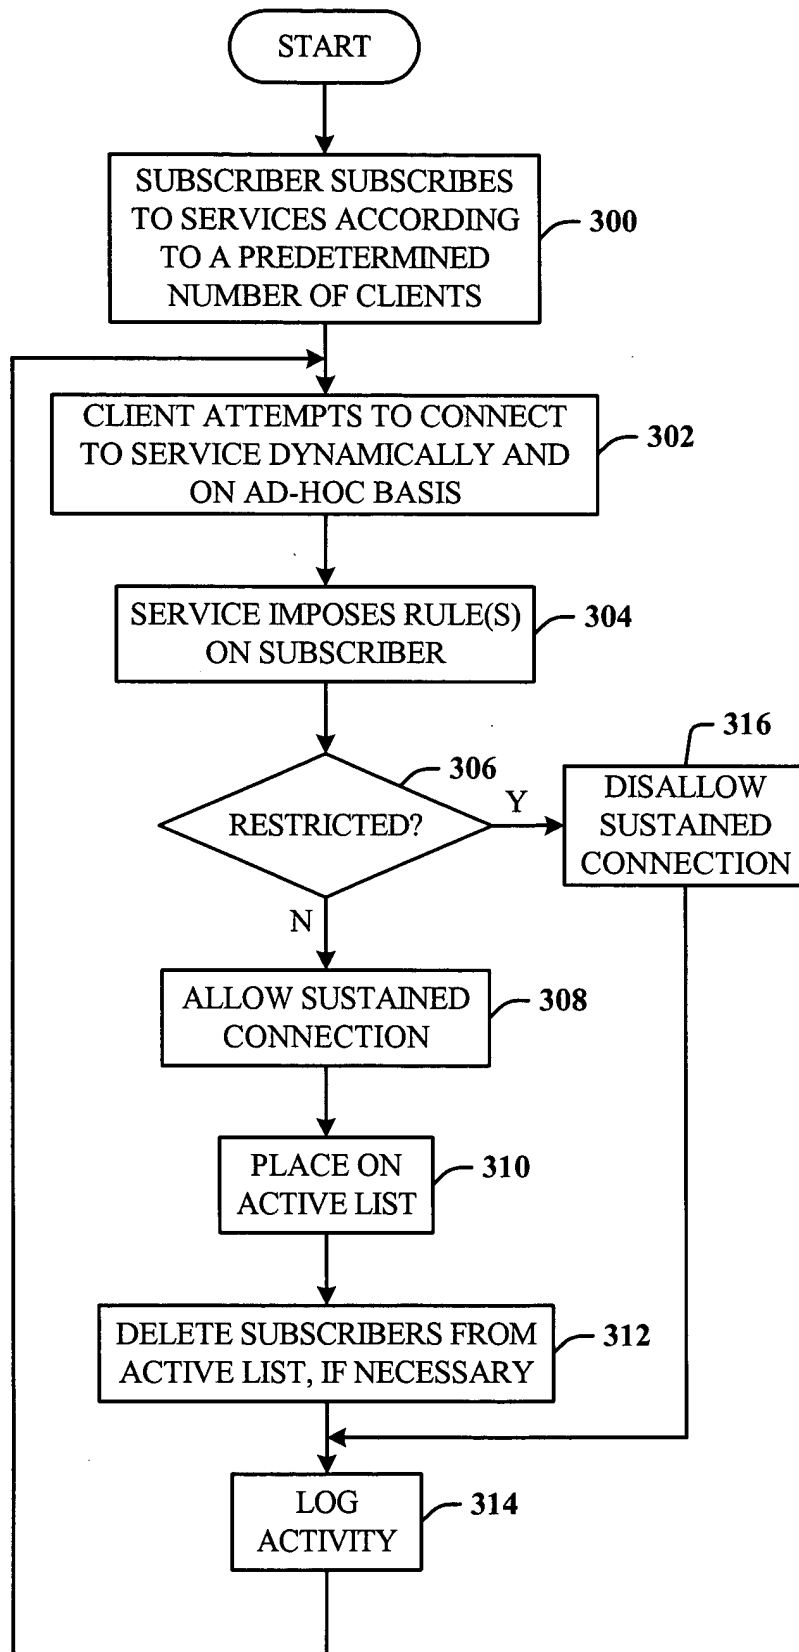 START
SUBSCRIBER SUBSCRIBES
TO SERVICES ACCORDING
TO A PREDETERMINED
NUMBER OF CLIENTS
300
CLIENT ATTEMPTS TO CONNECT
TO SERVICE DYNAMICALLY AND
ON AD-HOC BASIS
302
SERVICE IMPOSES RULE(S)
ON SUBSCRIBER
304
RESTRICTED?
306
Y
316
DISALLOW
SUSTAINED
CONNECTION
N
ALLOW SUSTAINED
CONNECTION
308
PLACE ON
ACTIVE LIST
310
DELETE SUBSCRIBERS FROM
ACTIVE LIST, IF NECESSARY
312
LOG
ACTIVITY
314